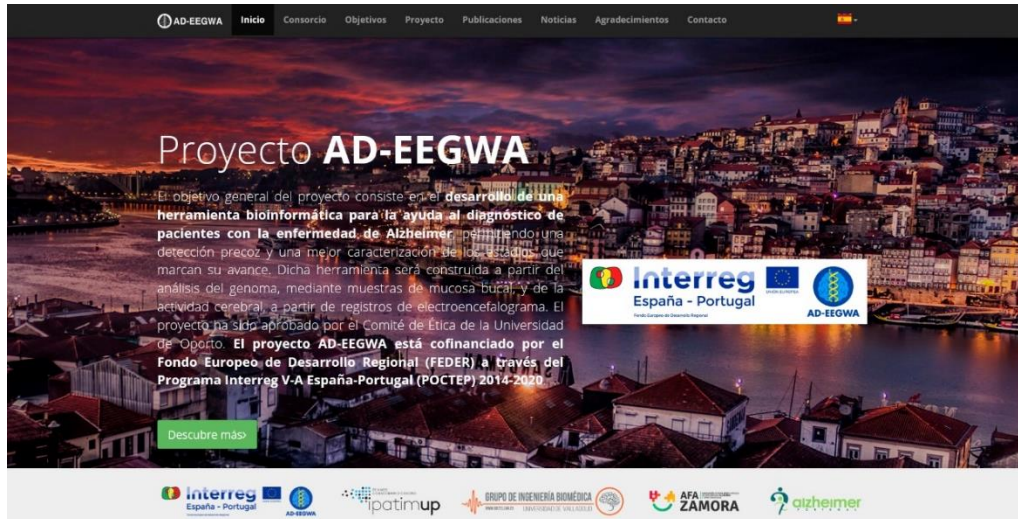 AD-EEGWA Inicio Consorcio Objetivos Proyecto Publicaciones Noticias Agradecimientos Contacto
Proyecto AD-EEGWA
El objetivo general del proyecto consiste en el desarrollo de una
herramienta bioinformática para la ayuda al diagnóstico de
pacientes con la enfermedad de Alzheimer, permitiendo una
detección precoz y una mejor caracterización de los estadios que
marcan su avance. Dicha herramienta será construida a partir del
análisis del genoma, mediante muestras de mucosa bucal, y de la
actividad cerebral, a partir de registros de electroencefalograma. El
proyecto ha sido aprobado por el Comité de Ética de la Universidad
de Oporto. El proyecto AD-EEGWA está cofinanciado por el
Fondo Europeo de Desarrollo Regional (FEDER) a través del
Programa Interreg V-A España-Portugal (POCTEP) 2014-2020
Interreg
España - Portugal
UNIÓN EUROPEA
Fondo Europeo de Desarrollo Regional
AD-EEGWA
Descubre más›
Interreg
España - Portugal
AD-EEGWA
ipatimup
GRUPO DE INGENIERÍA BIOMÉDICA
UNIVERSIDAD DE VALLADOLID
AFA
ZAMORA
alzheimer